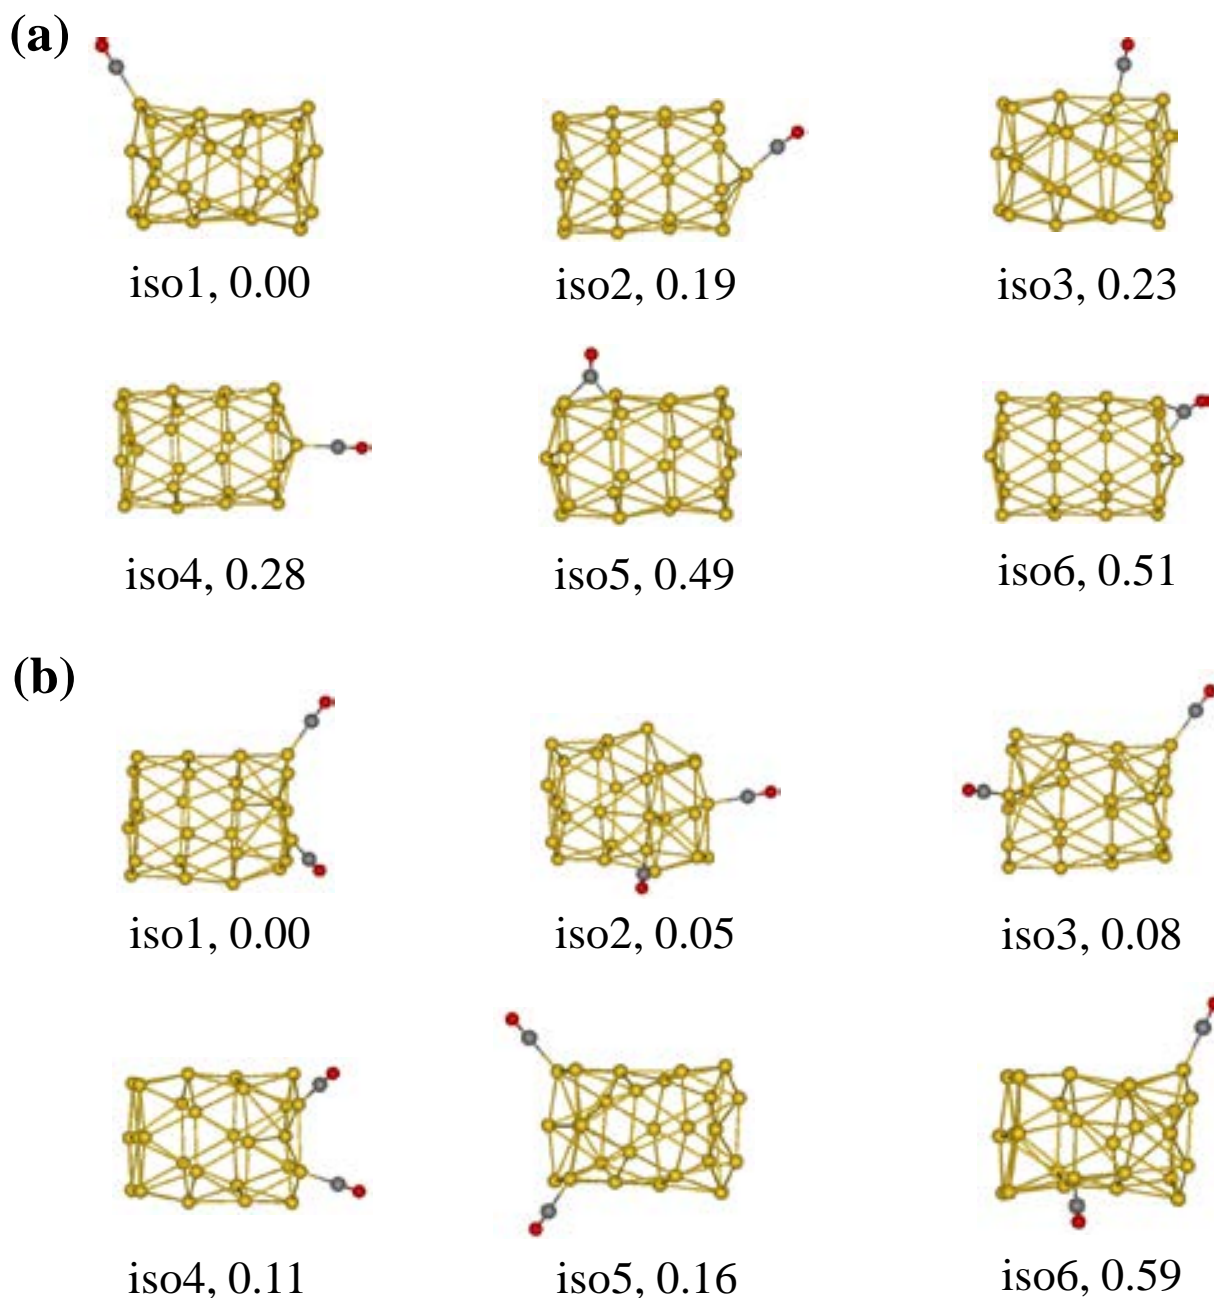 (a)
iso1, 0.00
iso2, 0.19
iso3, 0.23
iso4, 0.28
iso5, 0.49
iso6, 0.51
(b)
iso1, 0.00
iso2, 0.05
iso3, 0.08
iso4, 0.11
iso5, 0.16
iso6, 0.59